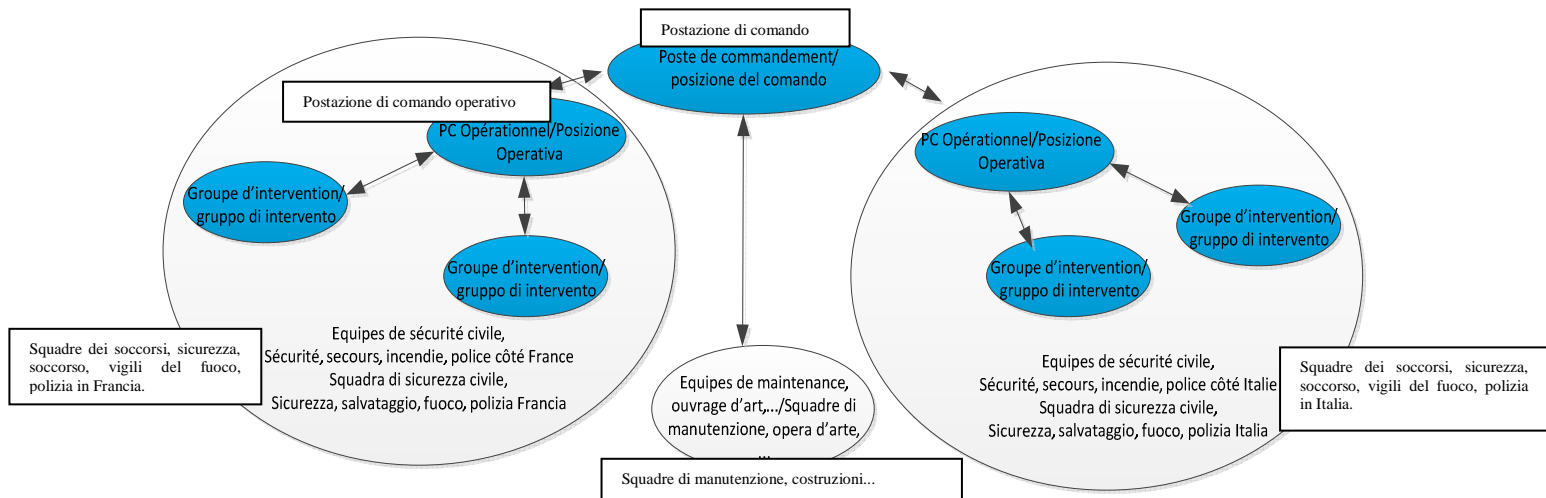 Postazione di comando
Poste de commandement/
posizione del comando
Postazione di comando operativo
PC Opérationnel/Posizione
Operativa
Groupe d'intervention/
gruppo di intervento
Groupe d'intervention/
gruppo di intervento
Equipes de sécurité civile,
Sécurité, secours, incendie, police côté France
Squadra di sicurezza civile,
Sicurezza, salvataggio, fuoco, polizia Francia
Squadre dei soccorsi, sicurezza,
soccorso, vigili del fuoco,
polizia in Francia.
Equipes de maintenance,
ouvrage d'art,.../Squadre di
manutenzione, opera d'arte,
...
Squadre di manutenzione, costruzioni...
PC Opérationnel/Posizione
Operativa
Groupe d'intervention/
gruppo di intervento
Groupe d'intervention/
gruppo di intervento
Equipes de sécurité civile,
Sécurité, secours, incendie, police côté Italie
Squadra di sicurezza civile,
Sicurezza, salvataggio, fuoco, polizia Italia
Squadre dei soccorsi, sicurezza,
soccorso, vigili del fuoco, polizia
in Italia.